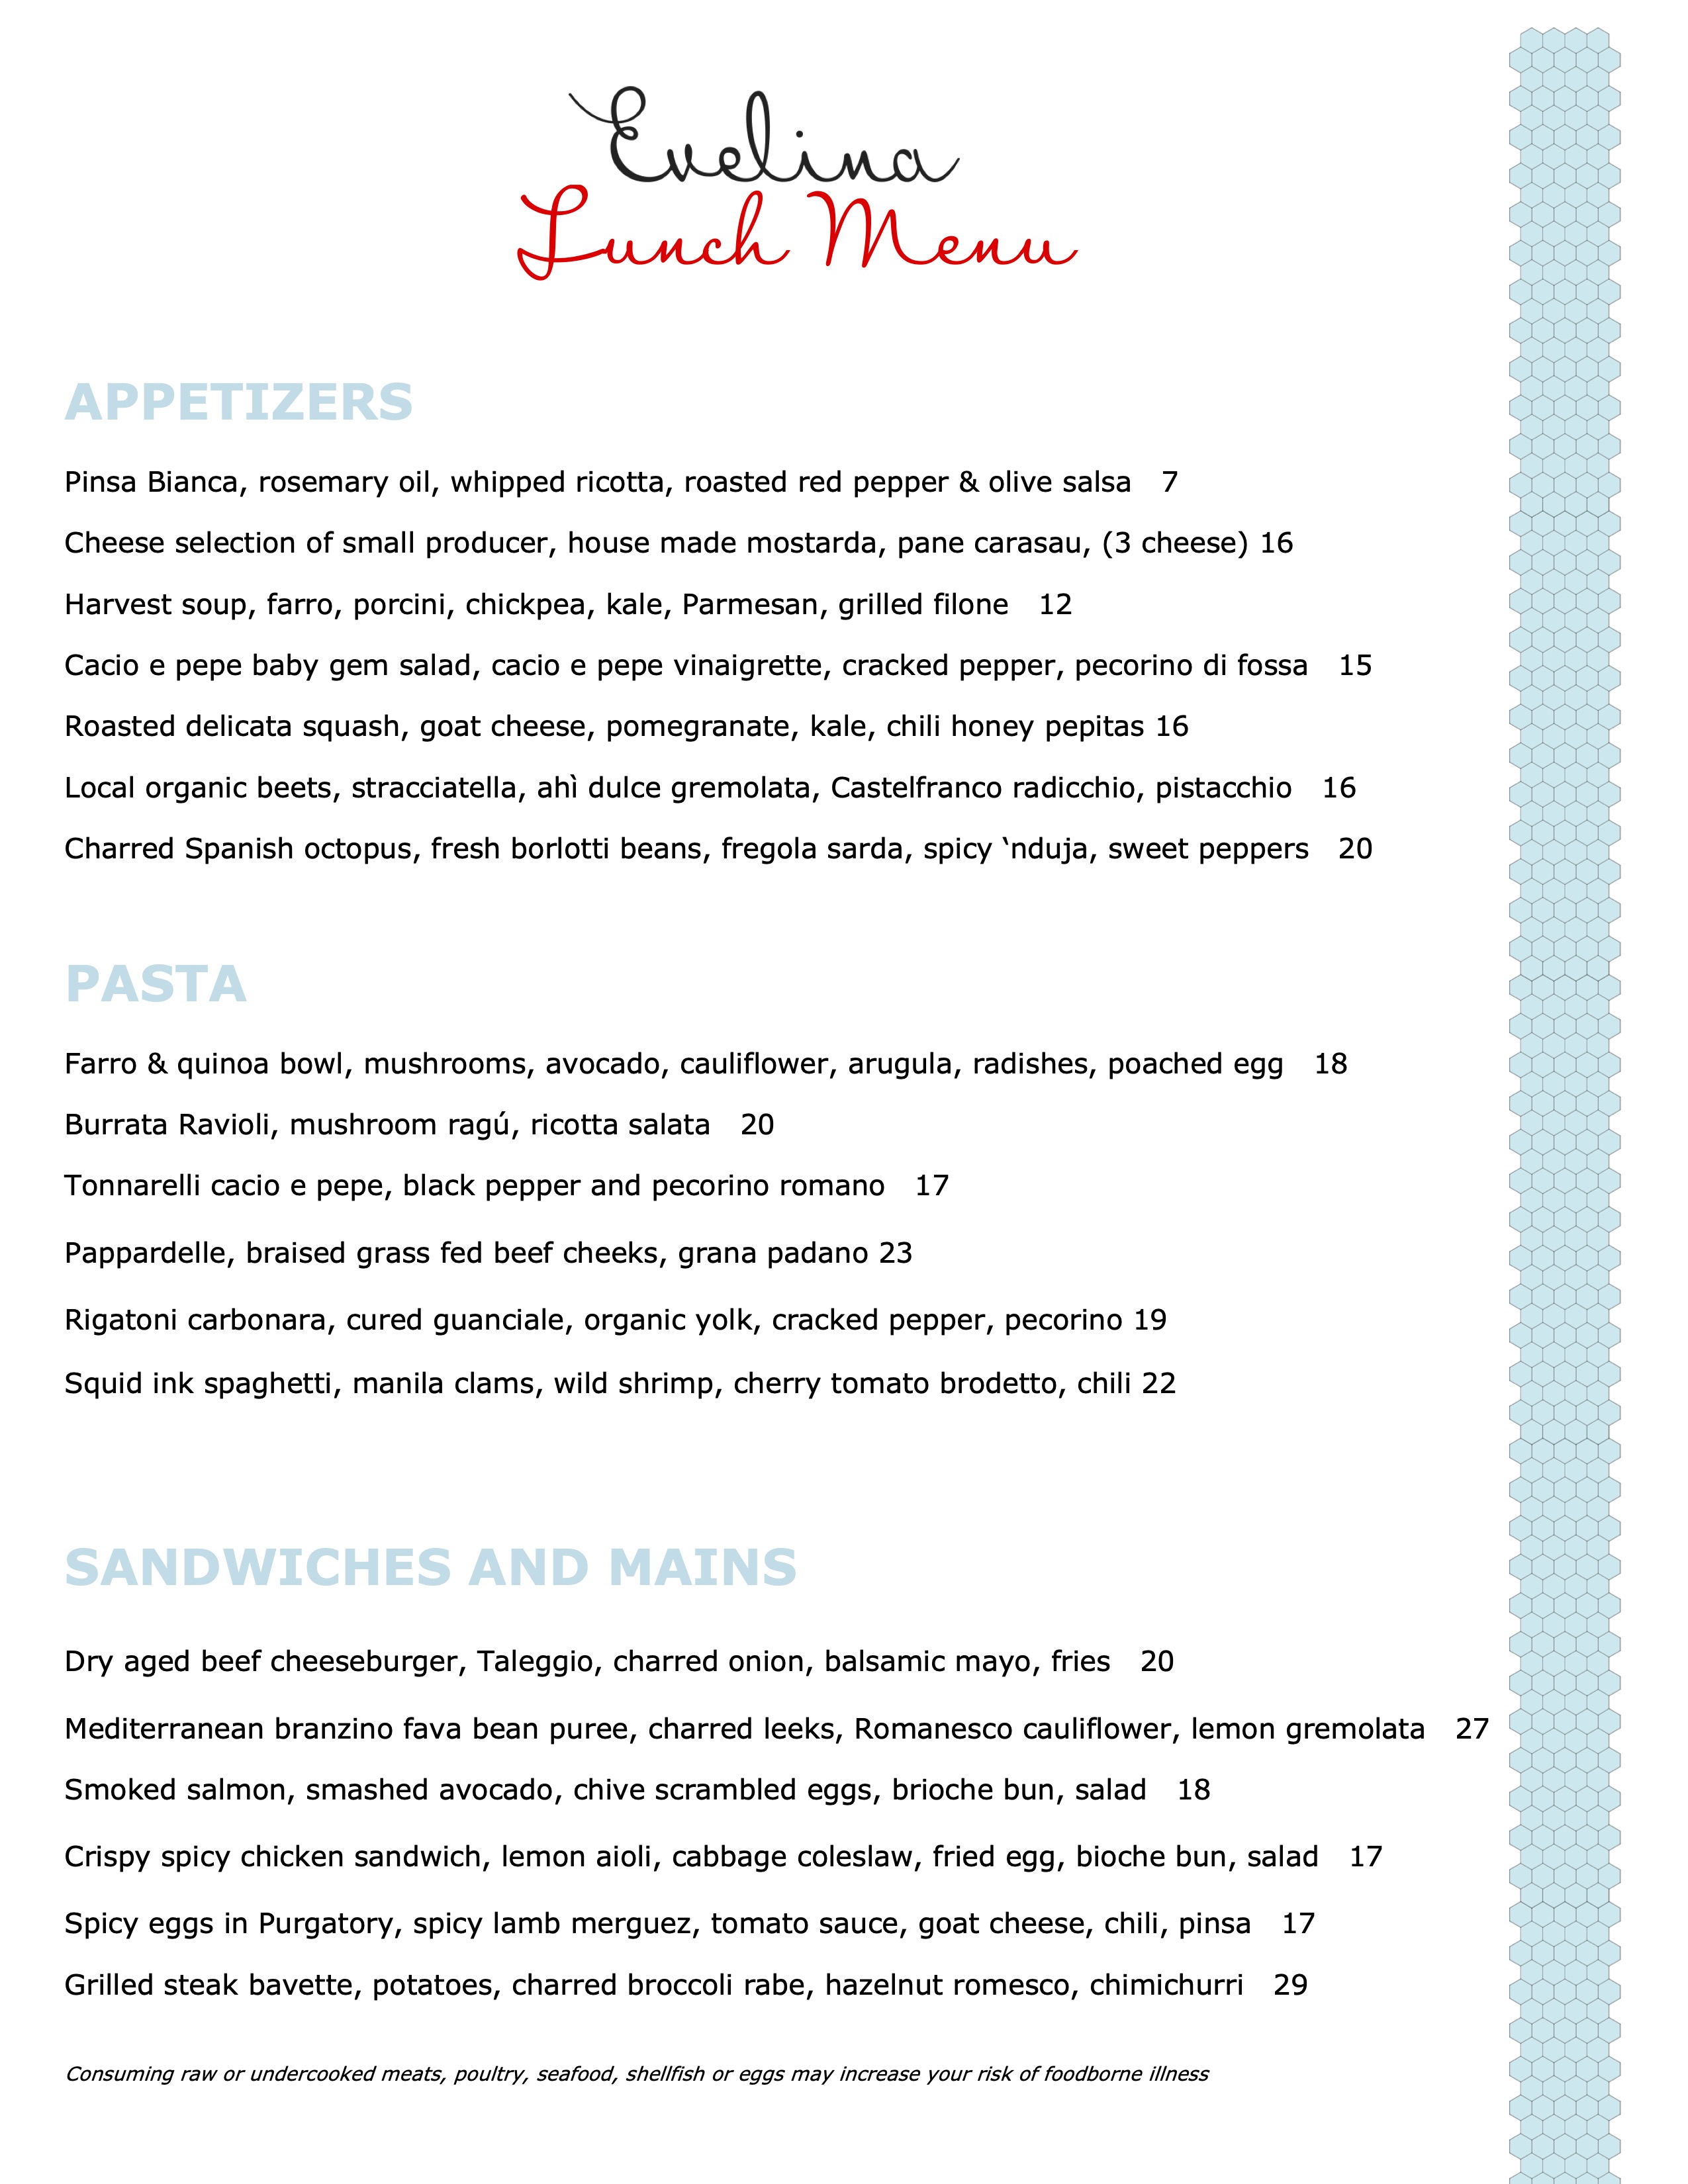 Evelina
Lunch Menu
APPETIZERS
Pinsa Bianca, rosemary oil, whipped ricotta, roasted red pepper & olive salsa 7
Cheese selection of small producer, house made mostarda, pane carasau, (3 cheese) 16
Harvest soup, farro, porcini, chickpea, kale, Parmesan, grilled filone 12
Cacio e pepe baby gem salad, cacio e pepe vinaigrette, cracked pepper, pecorino di fossa 15
Roasted delicata squash, goat cheese, pomegranate, kale, chili honey pepitas 16
Local organic beets, stracciatella, ahì dulce gremolata, Castelfranco radicchio, pistacchio 16
Charred Spanish octopus, fresh borlotti beans, fregola sarda, spicy ‘nduja, sweet peppers 20
PASTA
Farro & quinoa bowl, mushrooms, avocado, cauliflower, arugula, radishes, poached egg 18
Burrata Ravioli, mushroom ragú, ricotta salata 20
Tonnarelli cacio e pepe, black pepper and pecorino romano 17
Pappardelle, braised grass fed beef cheeks, grana padano 23
Rigatoni carbonara, cured guanciale, organic yolk, cracked pepper, pecorino 19
Squid ink spaghetti, manila clams, wild shrimp, cherry tomato brodetto, chili 22
SANDWICHES AND MAINS
Dry aged beef cheeseburger, Taleggio, charred onion, balsamic mayo, fries 20
Mediterranean branzino fava bean puree, charred leeks, Romanesco cauliflower, lemon gremolata 27
Smoked salmon, smashed avocado, chive scrambled eggs, brioche bun, salad 18
Crispy spicy chicken sandwich, lemon aioli, cabbage coleslaw, fried egg, bioche bun, salad 17
Spicy eggs in Purgatory, spicy lamb merguez, tomato sauce, goat cheese, chili, pinsa 17
Grilled steak bavette, potatoes, charred broccoli rabe, hazelnut romesco, chimichurri 29
Consuming raw or undercooked meats, poultry, seafood, shellfish or eggs may increase your risk of foodborne illness